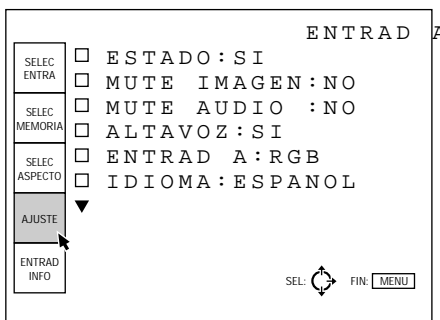 ENTRAD A
SELEC
ENTRA
SELEC
MEMORIA
SELEC
ASPECTO
AJUSTE
ENTRAD
INFO
ESTADO:SI
MUTE IMAGEN:NO
MUTE AUDIO :NO
ALTAVOZ:SI
ENTRAD A:RGB
IDIOMA:ESPANOL
SEL: FIN: MENU